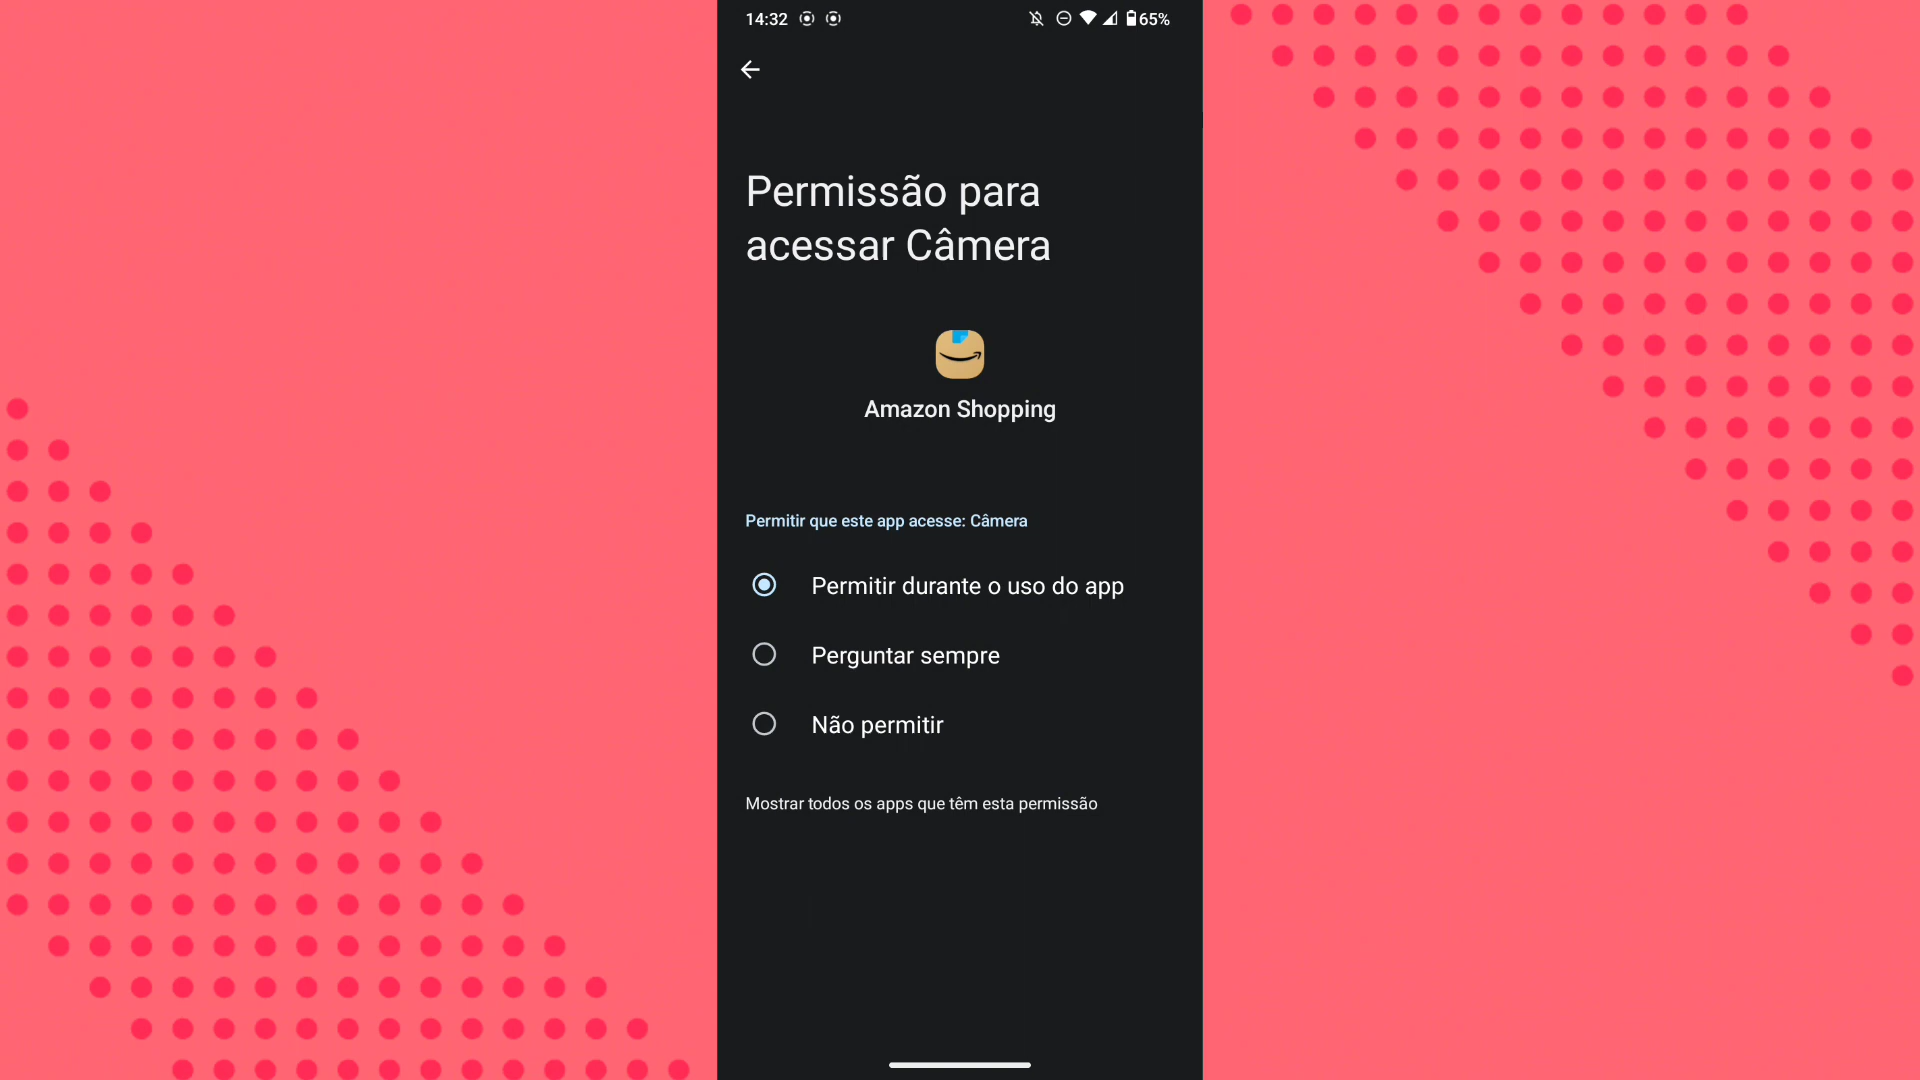 14:32
65%
Permissão para
acessar Câmera
Amazon Shopping
Permitir que este app acesse: Câmera
Permitir durante o uso do app
Perguntar sempre
Não permitir
Mostrar todos os apps que têm esta permissão